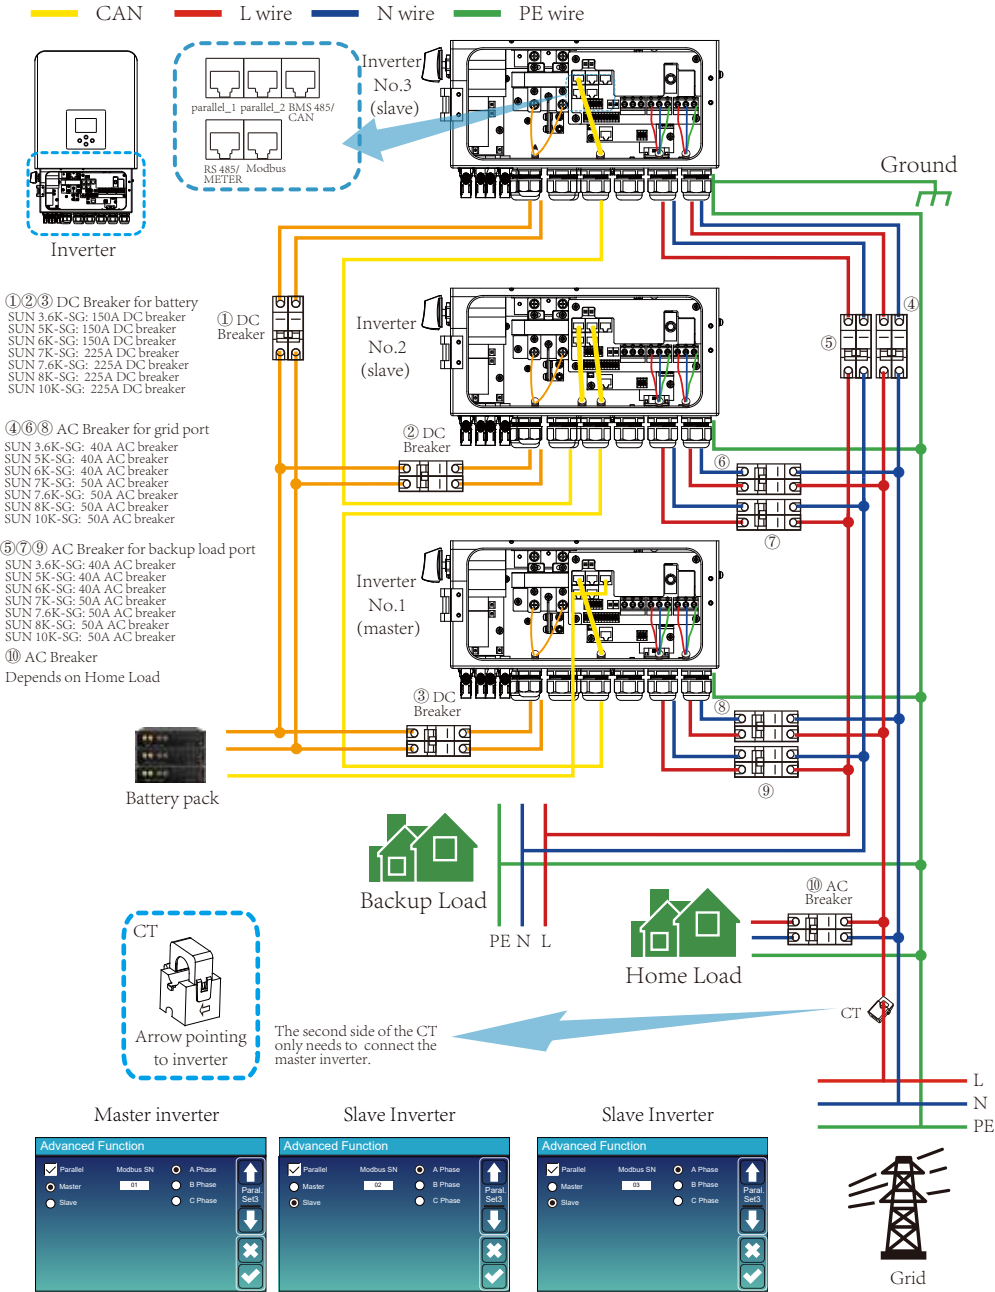 CAN L wire N wire PE wire
parallel_1 parallel_2 BMS 485/
CAN
RS 485/ Modbus
METER
Inverter
Inverter
No.3
(slave)
Ground
①②③ DC Breaker for battery
SUN 3.6K-SG: 150A DC breaker
SUN 5K-SG: 150A DC breaker
SUN 6K-SG: 150A DC breaker
SUN 7K-SG: 225A DC breaker
SUN 7.6K-SG: 225A DC breaker
SUN 8K-SG: 225A DC breaker
SUN 10K-SG: 225A DC breaker
① DC
Breaker
Inverter
No.2
(slave)
④
⑤
④⑥⑧ AC Breaker for grid port
SUN 3.6K-SG: 40A AC breaker
SUN 5K-SG: 40A AC breaker
SUN 6K-SG: 40A AC breaker
SUN 7K-SG: 50A AC breaker
SUN 7.6K-SG: 50A AC breaker
SUN 8K-SG: 50A AC breaker
SUN 10K-SG: 50A AC breaker
② DC
Breaker
⑥
⑦
⑤⑦⑨ AC Breaker for backup load port
SUN 3.6K-SG: 40A AC breaker
SUN 5K-SG: 40A AC breaker
SUN 6K-SG: 40A AC breaker
SUN 7K-SG: 50A AC breaker
SUN 7.6K-SG: 50A AC breaker
SUN 8K-SG: 50A AC breaker
SUN 10K-SG: 50A AC breaker
⑩ AC Breaker
Depends on Home Load
Inverter
No.1
(master)
③ DC
Breaker
⑧
⑨
Battery pack
Backup Load
PE N L
⑩ AC
Breaker
Home Load
CT
Arrow pointing
to inverter
The second side of the CT
only needs to connect the
master inverter.
CT
L
N
PE
Grid
Master inverter
Advanced Function
Parallel Modbus SN A Phase
Master 01 B Phase
Slave C Phase
Paral.
Set3
Slave Inverter
Advanced Function
Parallel Modbus SN A Phase
Master 02 B Phase
Slave C Phase
Paral.
Set3
Slave Inverter
Advanced Function
Parallel Modbus SN A Phase
Master 03 B Phase
Slave C Phase
Paral.
Set3